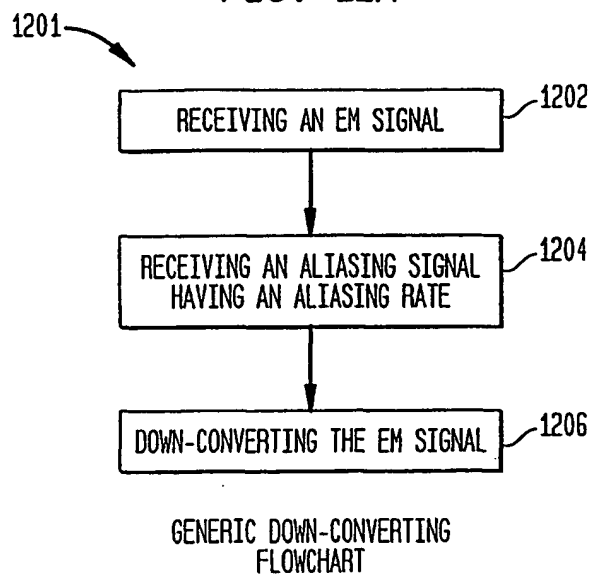 1201
RECEIVING AN EM SIGNAL
1202
RECEIVING AN ALIASING SIGNAL
HAVING AN ALIASING RATE
1204
DOWN-CONVERTING THE EM SIGNAL
1206
GENERIC DOWN-CONVERTING
FLOWCHART